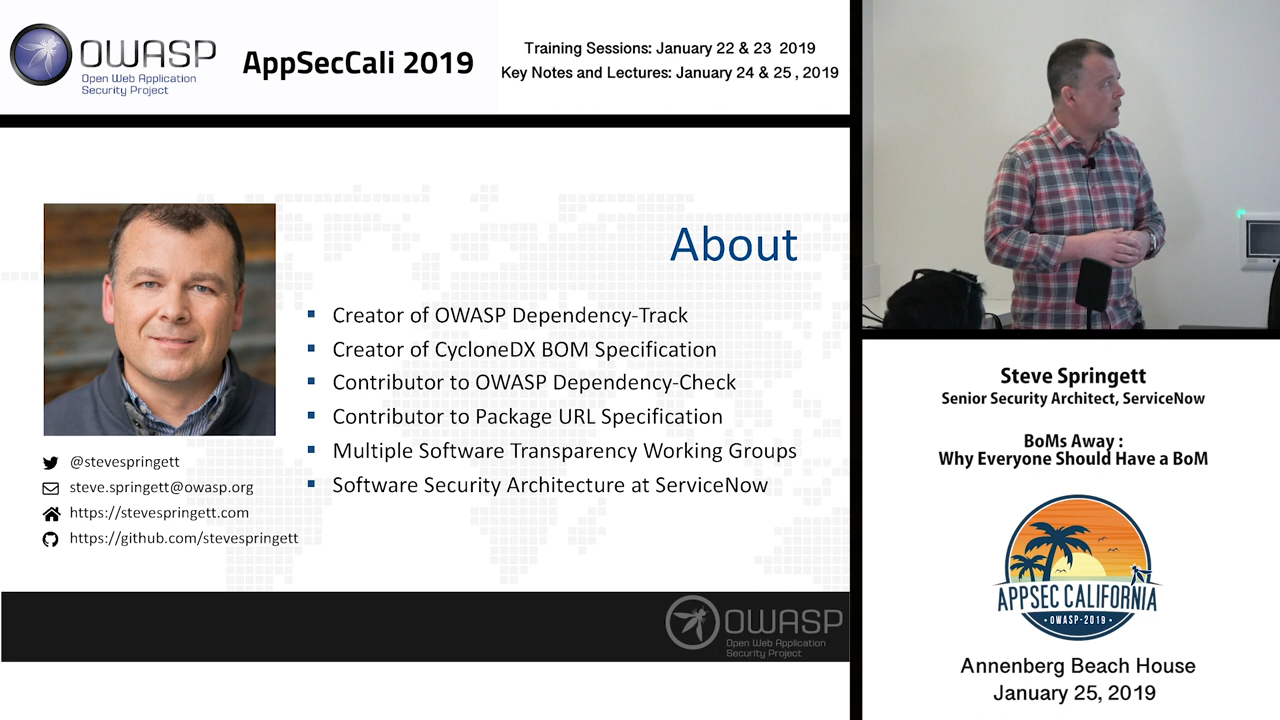 OWASP
Open Web Application
Security Project
AppSecCali 2019
Training Sessions: January 22 & 23 2019
Key Notes and Lectures: January 24 & 25 , 2019
About
Creator of OWASP Dependency-Track
Creator of CycloneDX BOM Specification
Contributor to OWASP Dependency-Check
Contributor to Package URL Specification
Multiple Software Transparency Working Groups
Software Security Architecture at ServiceNow
@stevespringett
steve.springett@owasp.org
https://stevespringett.com
https://github.com/stevespringett
OWASP
Open Web Application
Security Project
Steve Springett
Senior Security Architect, ServiceNow
BoMs Away :
Why Everyone Should Have a BoM
APPSEC CALIFORNIA
• OWASP-2019 •
Annenberg Beach House
January 25, 2019